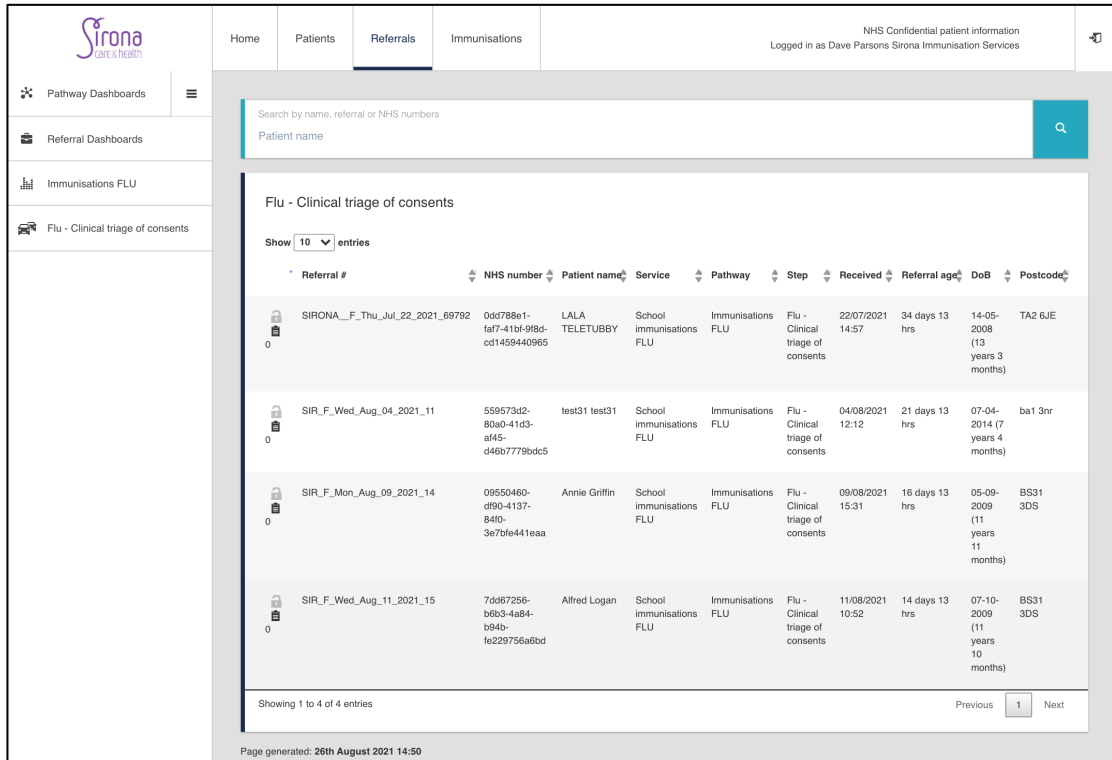 Sirona
care & health
Home
Patients
Referrals
Immunisations
NHS Confidential patient information
Logged in as Dave Parsons Sirona Immunisation Services
Pathway Dashboards
Referral Dashboards
Immunisations FLU
Flu - Clinical triage of consents
Search by name, referral or NHS numbers
Patient name
Flu - Clinical triage of consents
Show 10 entries
Referral # NHS number Patient name Service Pathway Step Received Referral age DoB Postcode
SIRONA__F_Thu_Jul_22_2021_69792 0dd788e1- LALA School Immunisations Flu - 22/07/2021 34 days 13 14-05- TA2 6JE
faf7-41bf-9f8d- TELETUBBY immunisations FLU Clinical 14:57 hrs 2008
cd1459440965 FLU triage of (13
0 consents years 3
months)
SIR_F_Wed_Aug_04_2021_11 559573d2- test31 test31 School Immunisations Flu - 04/08/2021 21 days 13 07-04- ba1 3nr
80a0-41d3- immunisations FLU Clinical 12:12 hrs 2014 (7
af45- FLU triage of years 4
0 d46b7779bdc5 consents months)
SIR_F_Mon_Aug_09_2021_14 09550460- Annie Griffin School Immunisations Flu - 09/08/2021 16 days 13 05-09- BS31
df90-4137- immunisations FLU Clinical 15:31 hrs 2009 3DS
84f0- FLU triage of (11
0 3e7bfe441eaa consents years
11
months)
SIR_F_Wed_Aug_11_2021_15 7dd67256- Alfred Logan School Immunisations Flu - 11/08/2021 14 days 13 07-10- BS31
b6b3-4a84- immunisations FLU Clinical 10:52 hrs 2009 3DS
b94b- FLU triage of (11
0 fe229756a6bd consents years
10
months)
Showing 1 to 4 of 4 entries
Previous 1 Next
Page generated: 26th August 2021 14:50